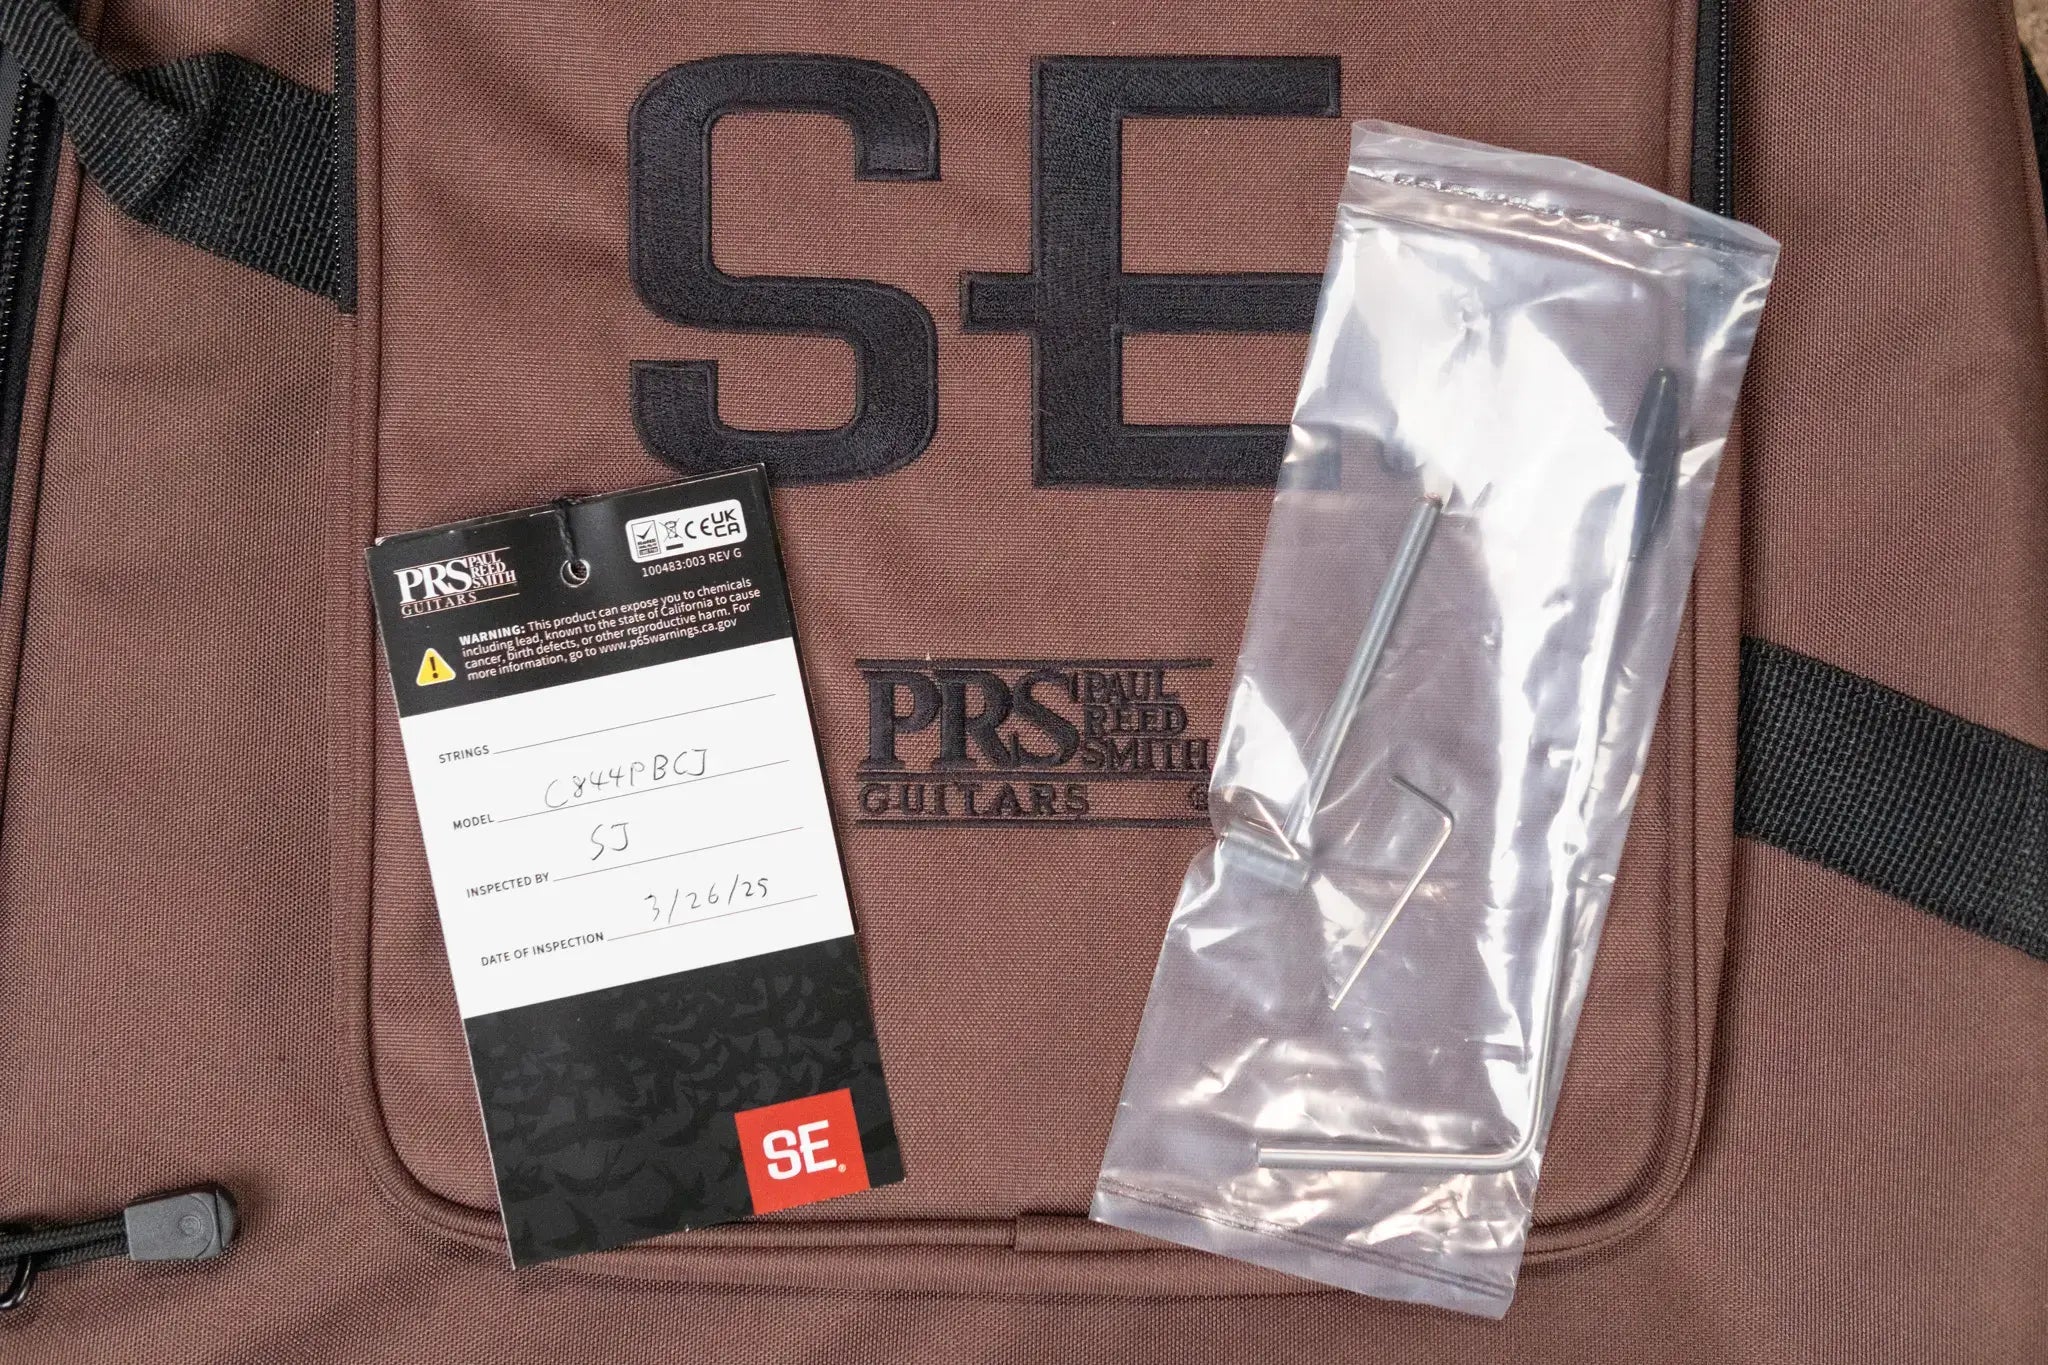 SE
PRS PAUL
REED
SMITH
GUITARS
UK
CE CA
100483:003 REV G
WARNING: This product can expose you to chemicals
including lead, known to the state of California to cause
cancer, birth defects, or other reproductive harm. For
more information, go to www.p65warnings.ca.gov
STRINGS
MODEL C844PBCJ
INSPECTED BY SJ
DATE OF INSPECTION 3/26/25
SE®
PRS PAUL
REED
SMITH
GUITARS ®